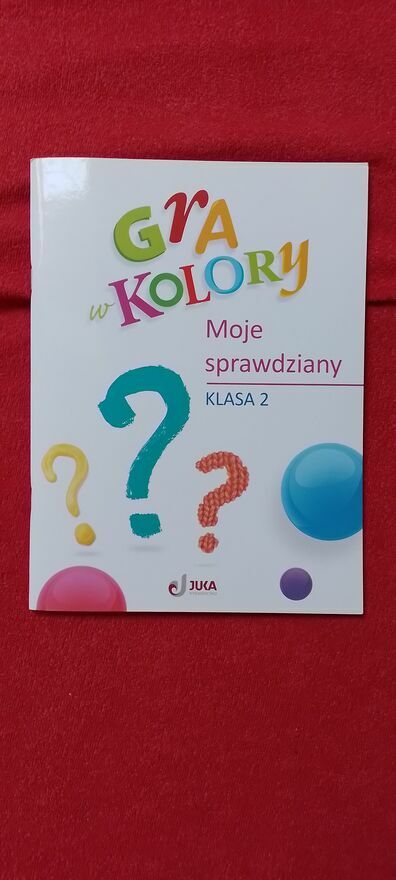 GrA
w KOLORY
Moje
sprawdziany
KLASA 2
JUKA